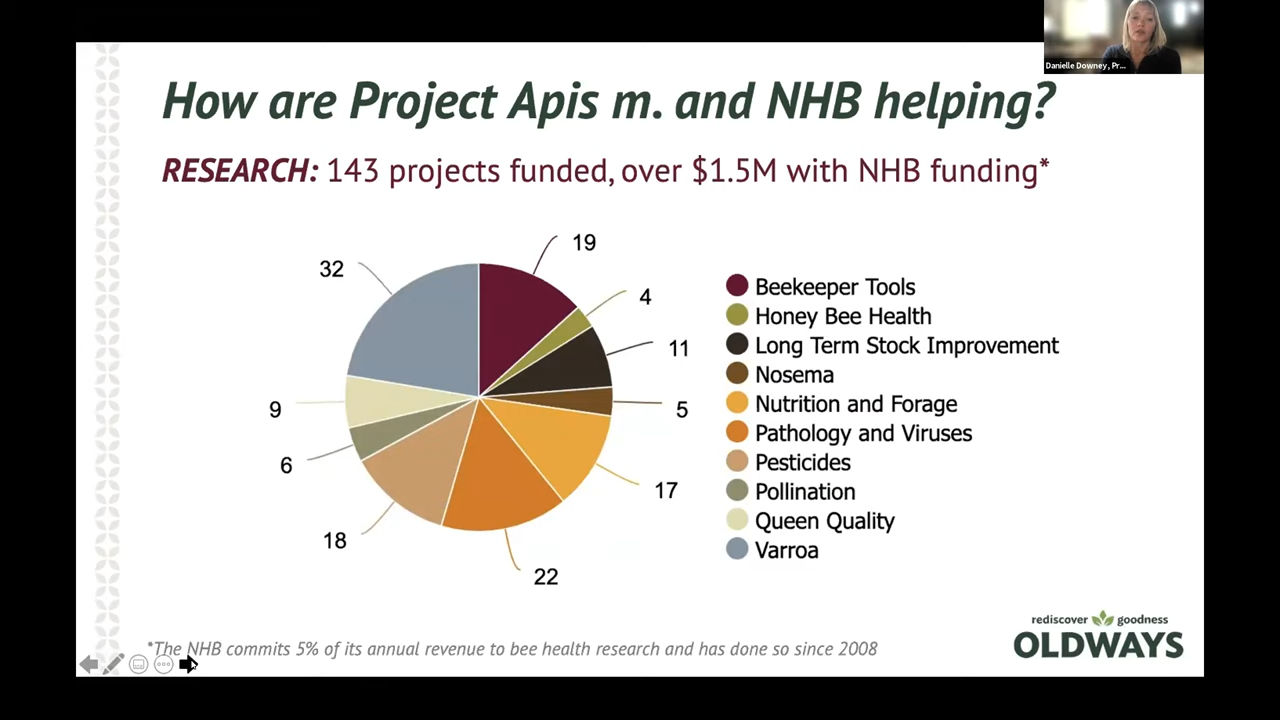 Danielle Downey, Pr...
How are Project Apis m. and NHB helping?
RESEARCH: 143 projects funded, over $1.5M with NHB funding*
19
4
11
5
17
22
18
6
9
32
Beekeeper Tools
Honey Bee Health
Long Term Stock Improvement
Nosema
Nutrition and Forage
Pathology and Viruses
Pesticides
Pollination
Queen Quality
Varroa
*The NHB commits 5% of its annual revenue to bee health research and has done so since 2008
rediscover goodness
OLDWAYS